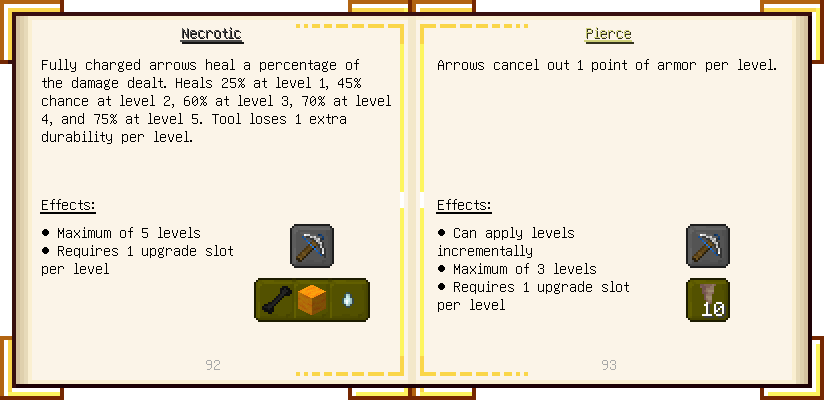 Necrotic
Fully charged arrows heal a percentage of
the damage dealt. Heals 25% at level 1, 45%
chance at level 2, 60% at level 3, 70% at level
4, and 75% at level 5. Tool loses 1 extra
durability per level.
Effects:
● Maximum of 5 levels
● Requires 1 upgrade slot
per level
92
Pierce
Arrows cancel out 1 point of armor per level.
Effects:
● Can apply levels
incrementally
● Maximum of 3 levels
● Requires 1 upgrade slot
per level
10
93